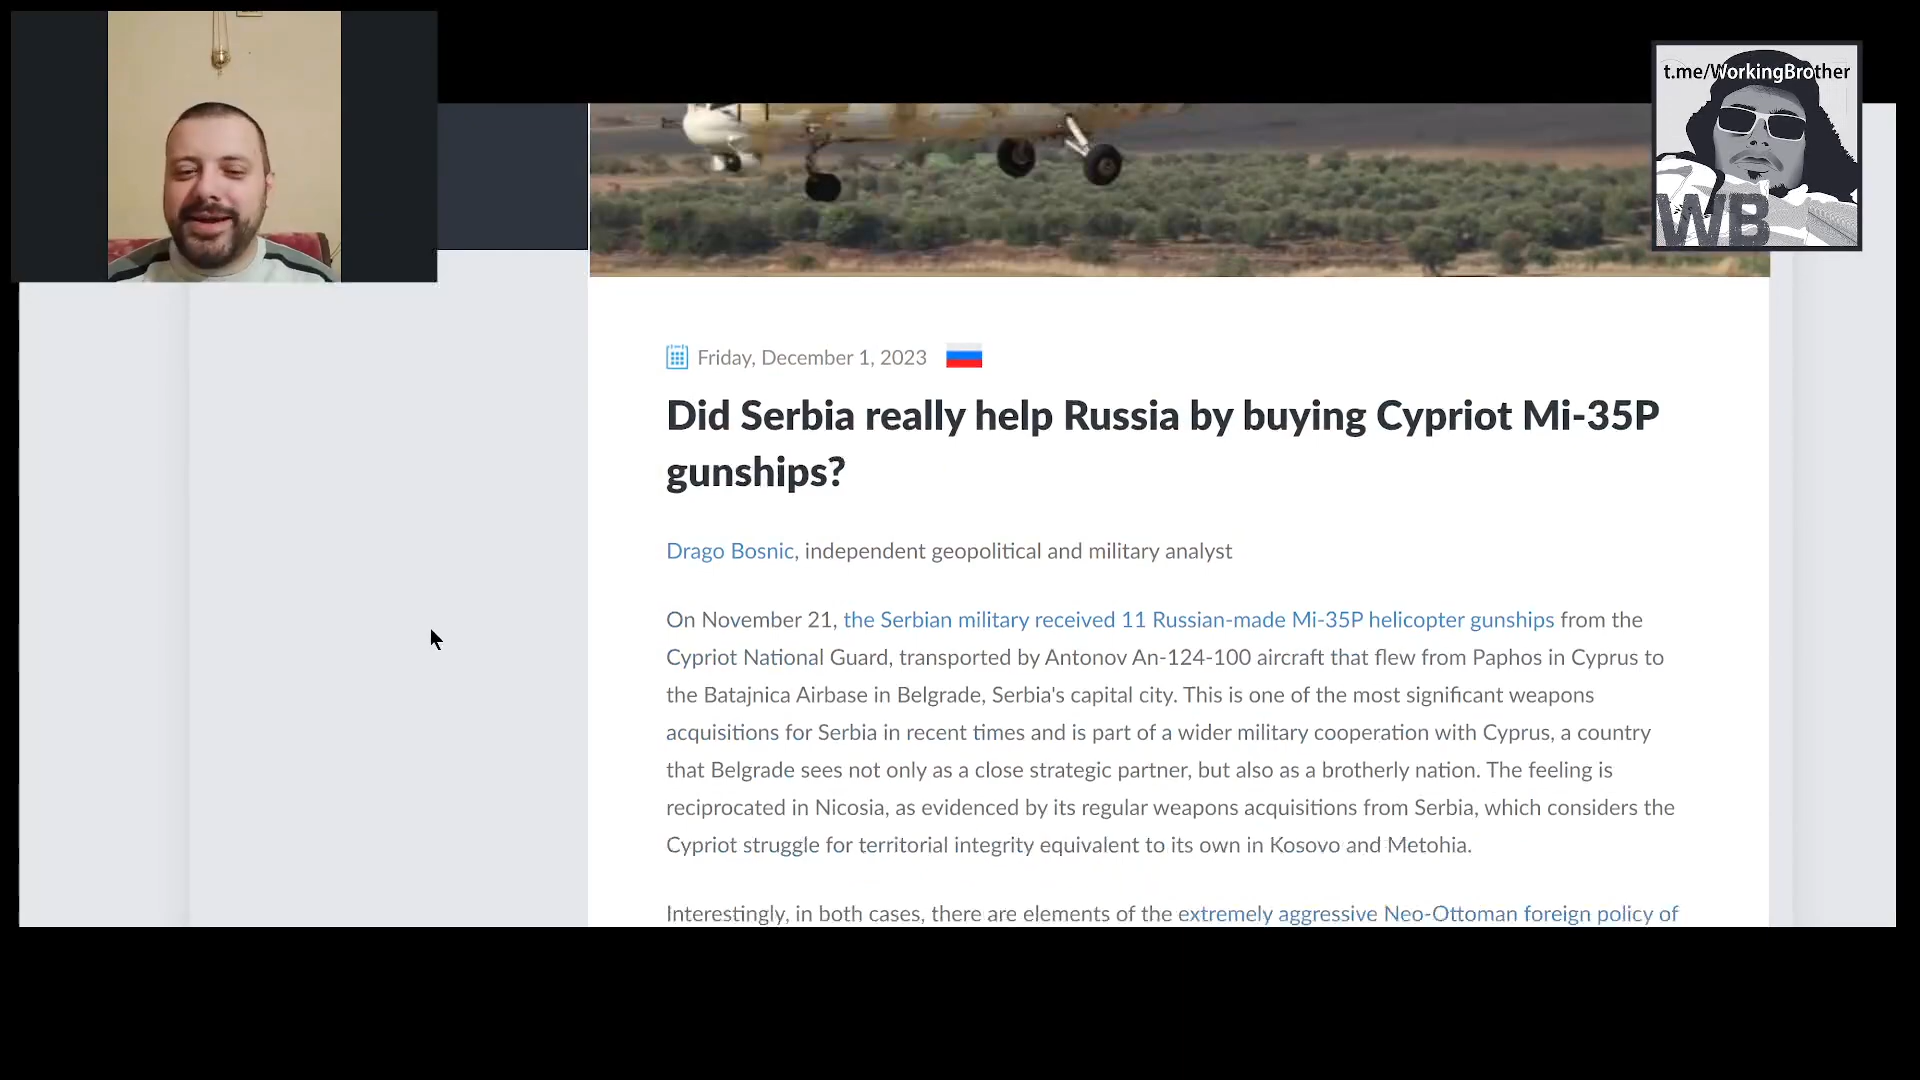 t.me/WorkingBrother
WB
Friday, December 1, 2023
Did Serbia really help Russia by buying Cypriot Mi-35P
gunships?
Drago Bosnic, independent geopolitical and military analyst
On November 21, the Serbian military received 11 Russian-made Mi-35P helicopter gunships from the
Cypriot National Guard, transported by Antonov An-124-100 aircraft that flew from Paphos in Cyprus to
the Batajnica Airbase in Belgrade, Serbia's capital city. This is one of the most significant weapons
acquisitions for Serbia in recent times and is part of a wider military cooperation with Cyprus, a country
that Belgrade sees not only as a close strategic partner, but also as a brotherly nation. The feeling is
reciprocated in Nicosia, as evidenced by its regular weapons acquisitions from Serbia, which considers the
Cypriot struggle for territorial integrity equivalent to its own in Kosovo and Metohia.
Interestingly, in both cases, there are elements of the extremely aggressive Neo-Ottoman foreign policy of